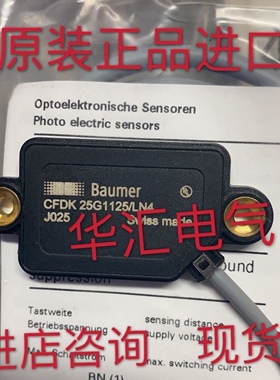 原装正品进口
Optoelektronische Sensoren
Photo electric sensors
Baumer
CFDK 25G1125/LN4
J025
Swiss made
华汇电气
ound
suppression
Tastweite
sensing distance
Betriebsspannung
supply voltage
进店咨询 现货
max. switching current
BN (1)